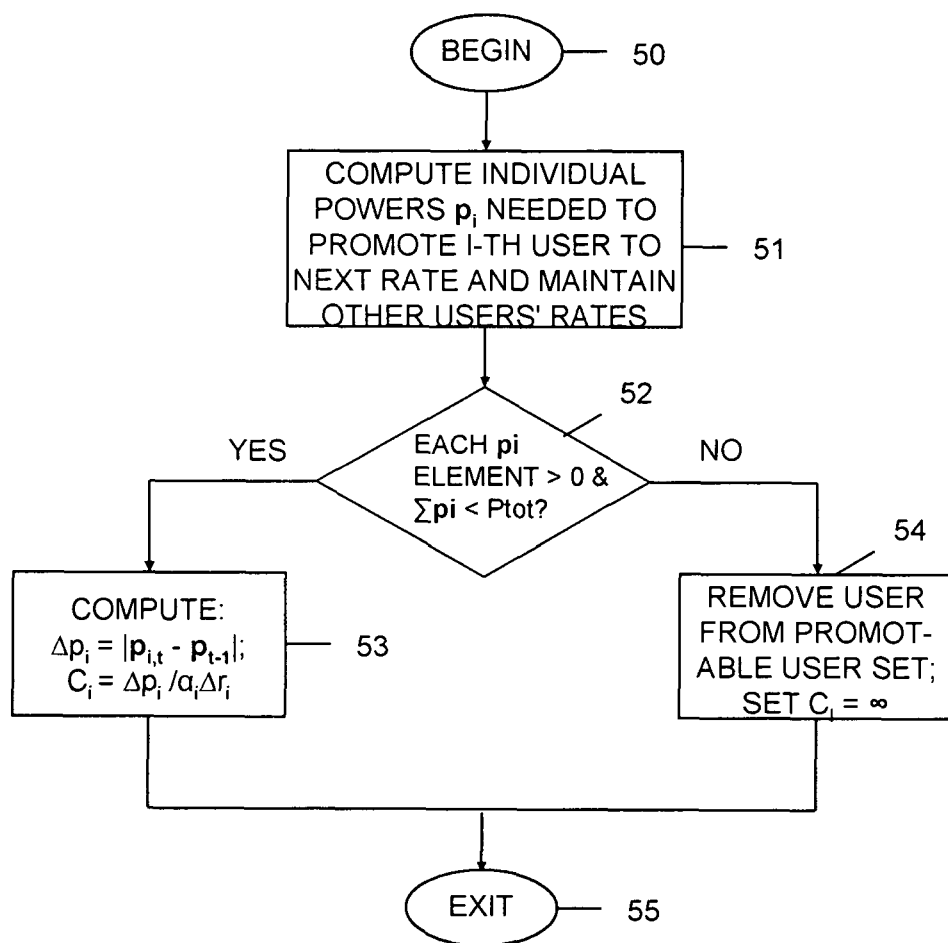 BEGIN
50
COMPUTE INDIVIDUAL
POWERS pᵢ NEEDED TO
PROMOTE I-TH USER TO
NEXT RATE AND MAINTAIN
OTHER USERS' RATES
51
52
YES
EACH pi
ELEMENT > 0 &
∑pi < Ptot?
NO
COMPUTE:
Δpᵢ = |pᵢ,ₜ - pₜ₋₁|;
Cᵢ = Δpᵢ /αᵢΔrᵢ
53
54
REMOVE USER
FROM PROMOT-
ABLE USER SET;
SET Cᵢ = ∞
EXIT
55